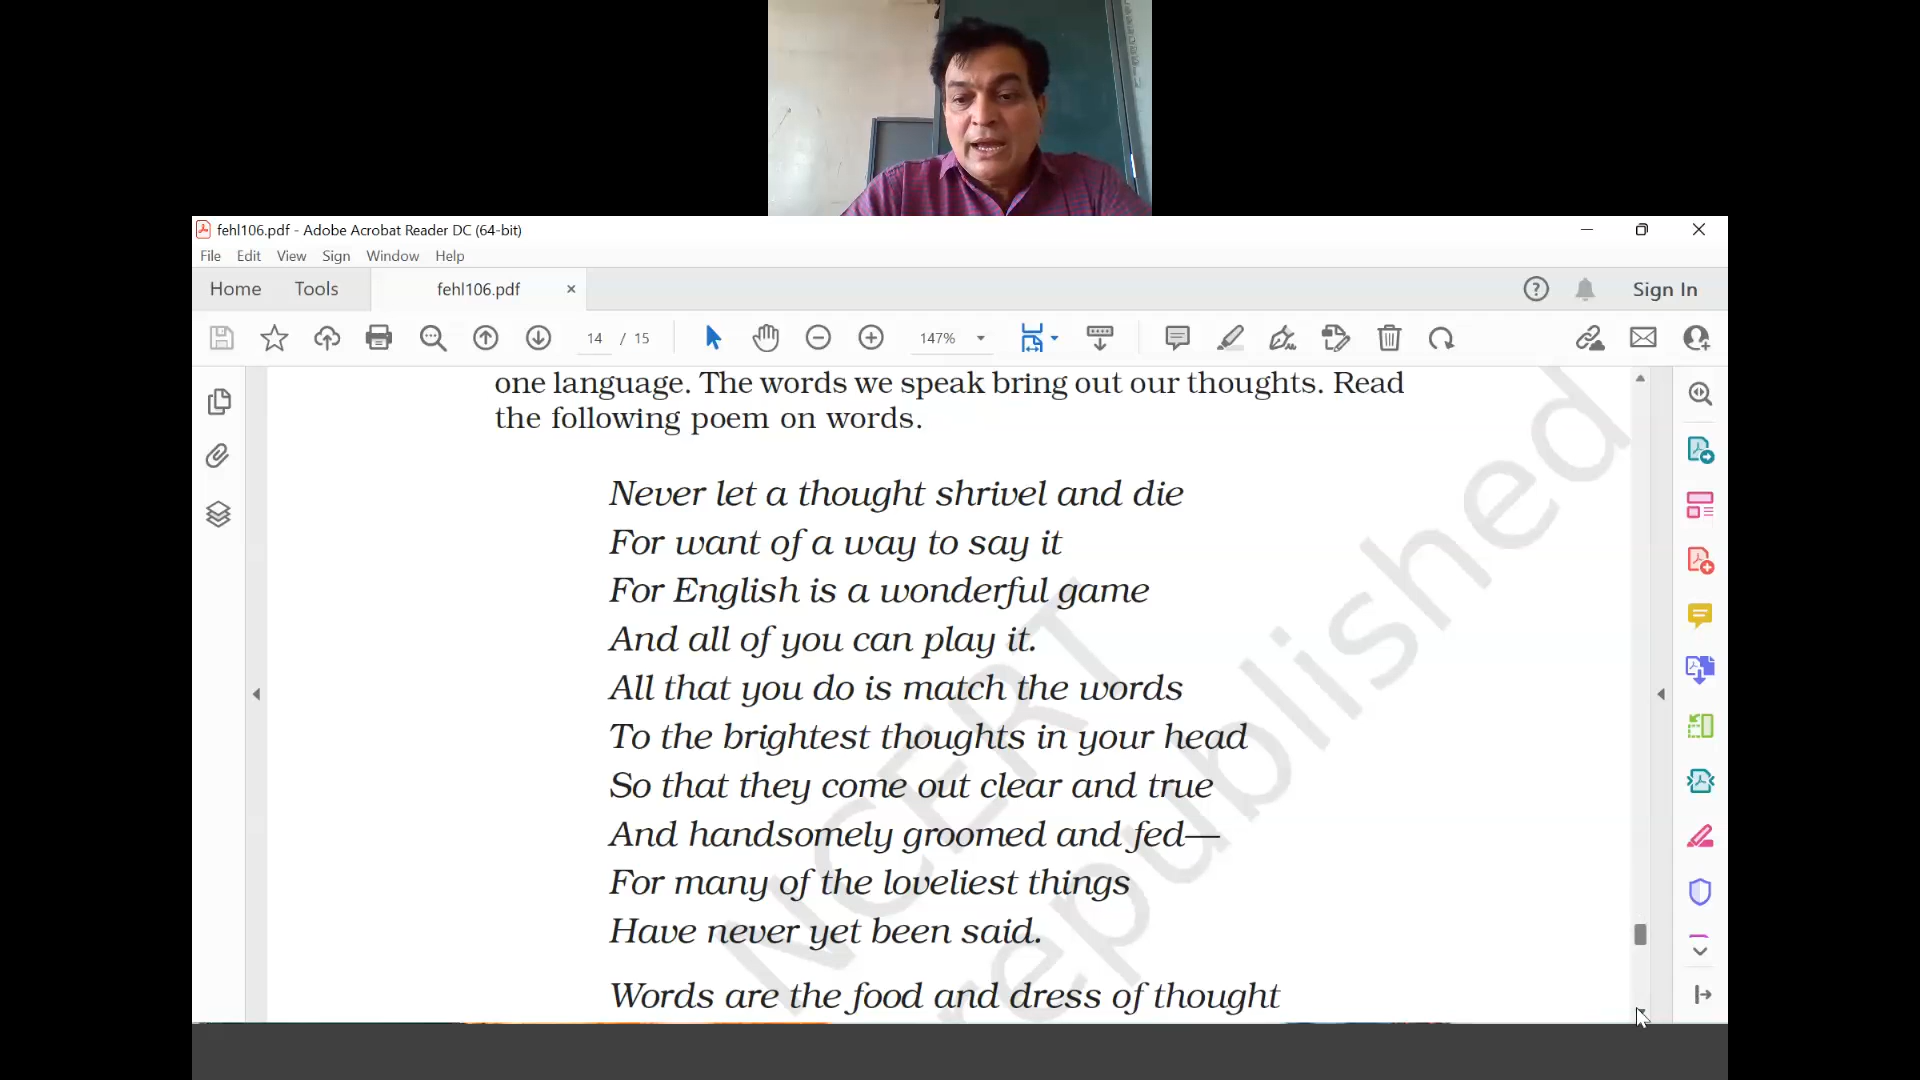 fehl106.pdf - Adobe Acrobat Reader DC (64-bit)
File Edit View Sign Window Help
Home Tools fehl106.pdf Sign In
14 / 15 147%
one language. The words we speak bring out our thoughts. Read
the following poem on words.
Never let a thought shrivel and die
For want of a way to say it
For English is a wonderful game
And all of you can play it.
All that you do is match the words
To the brightest thoughts in your head
So that they come out clear and true
And handsomely groomed and fed—
For many of the loveliest things
Have never yet been said.
Words are the food and dress of thought
NCERT
republished